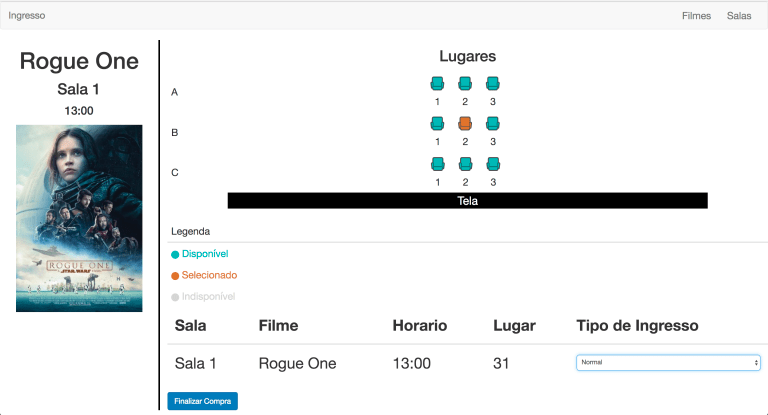 Ingresso Filmes Salas
Rogue One
Sala 1
13:00
ROGUE ONE
STAR WARS
Lugares
A
1 2 3
B
1 2 3
C
1 2 3
Tela
Legenda
Disponível
Selecionado
Indisponível
Sala Filme Horario Lugar Tipo de Ingresso
Sala 1 Rogue One 13:00 31 Normal
Finalizar Compra